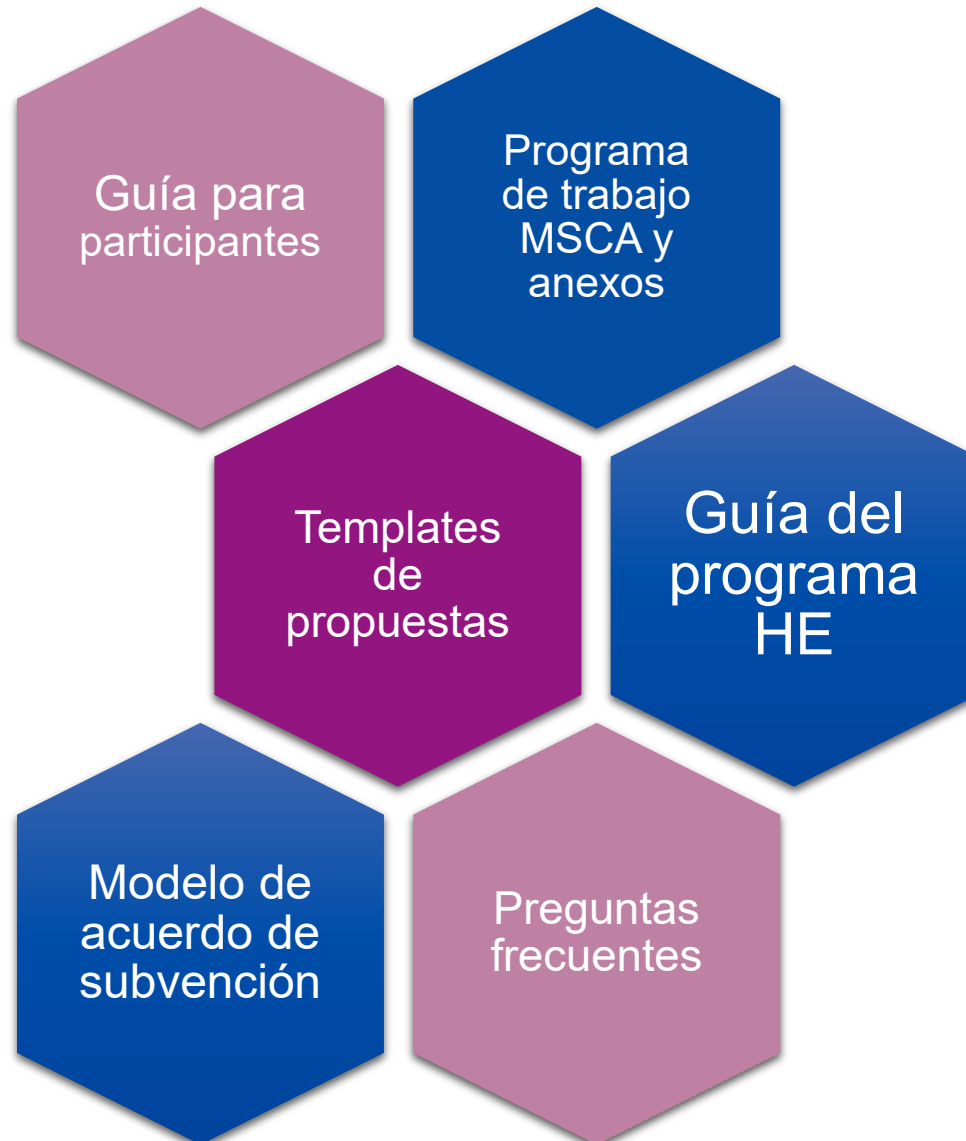 Guía para
participantes
Programa
de trabajo
MSCA y
anexos
Templates
de
propuestas
Guía del
programa
HE
Modelo de
acuerdo de
subvención
Preguntas
frecuentes